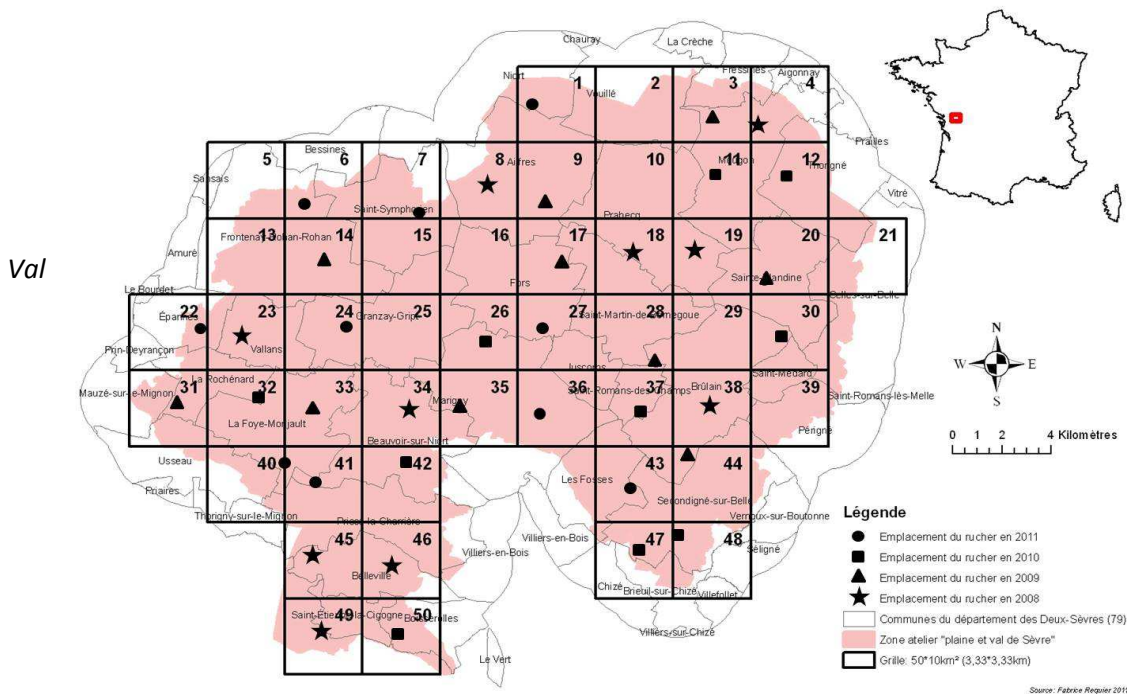 Chauray
La Crèche
Niort
Fressines
Aigonnay
1
Vouillé
2
3
4
Prailles
5
Bessines
6
7
8
Aiffres
9
10
11
Mougon
12
Thorigné
Sansais
Saint-Symphorien
Vitré
Prahecq
Val
13
Frontenay-Rohan-Rohan
14
15
16
17
18
19
20
21
Amuré
Fors
Sainte-Blandine
Celles-sur-Belle
Le Bourdet
22
Épannes
23
24
Granzay-Gript
25
26
27
Saint-Martin-de-Bernegoue
28
29
30
Prin-Deyrançon
Vallans
Juscorps
31
La Rochénard
32
33
34
35
36
Saint-Romans-des-Champs
37
Brûlain
38
Saint-Médard
39
Mauzé-sur-le-Mignon
Marigny
Saint-Romans-lès-Melle
La Foye-Monjault
Beauvoir-sur-Niort
Périgné
Usseau
40
41
42
43
44
Priaires
Les Fosses
Secondigné-sur-Belle
Thorigny-sur-le-Mignon
Prissé-la-Charrière
Vernoux-sur-Boutonne
45
46
Villiers-en-Bois
Villiers-en-Bois
47
48
Séligné
Belleville
Chizé
Brieuil-sur-Chizé
Villefollet
49
Saint-Étienne-la-Cigogne
50
Boisserolles
Villiers-sur-Chizé
Le Vert
N
W E
S
0 2 4 Kilomètres
Légende
Emplacement du rucher en 2011
Emplacement du rucher en 2010
Emplacement du rucher en 2009
Emplacement du rucher en 2008
Communes du département des Deux-Sèvres (79)
Zone atelier "plaine et val de Sèvre"
Grille: 50*10km² (3,33*3,33km)